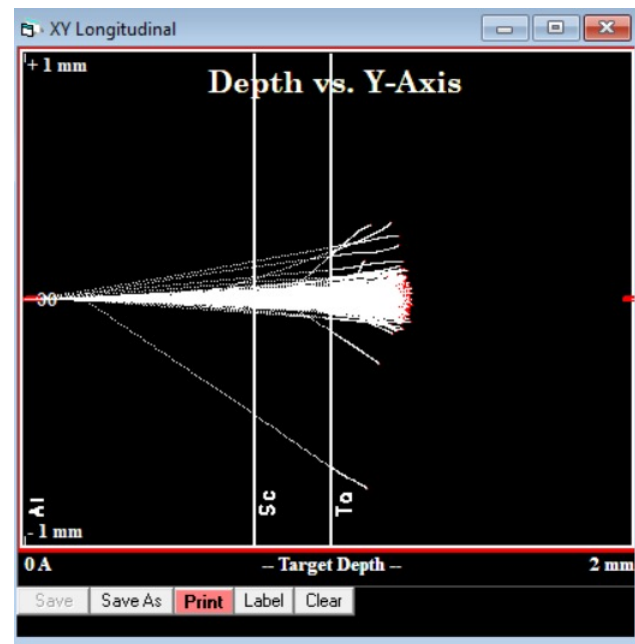 XY Longitudinal
+ 1 mm
Depth vs. Y-Axis
Al
Sc
Ta
- 1 mm
0 A
-- Target Depth --
2 mm
Save
Save As
Print
Label
Clear